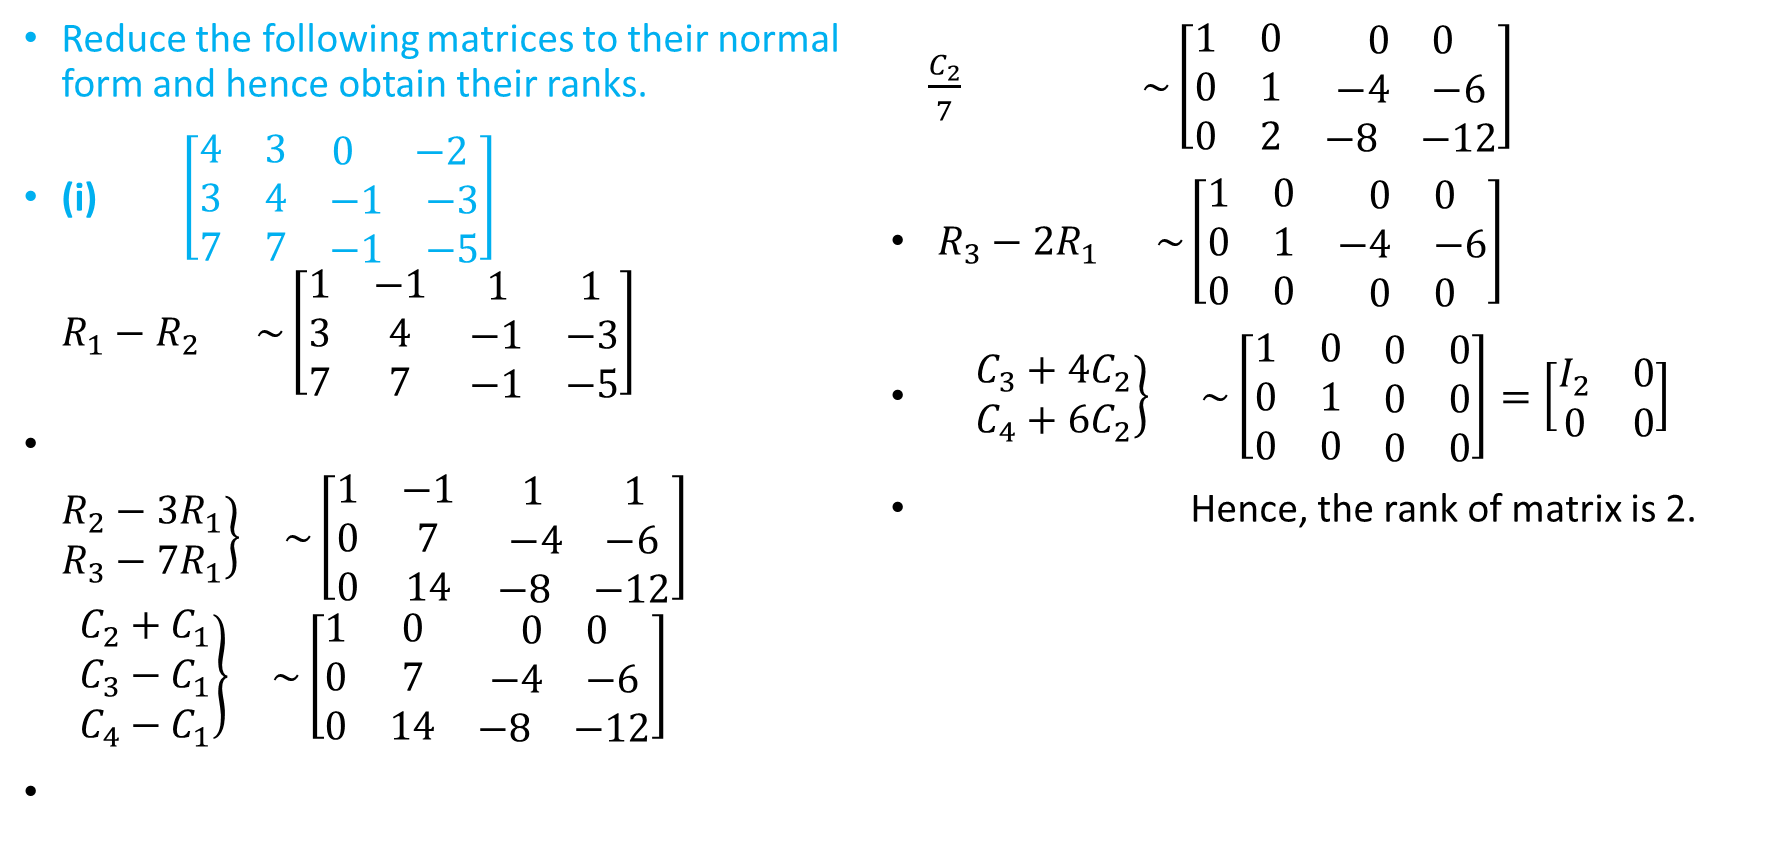 • Reduce the following matrices to their normal
form and hence obtain their ranks.
• (i) [4 3 0 −2
3 4 −1 −3
7 7 −1 −5]
R₁ − R₂ ~ [1 −1 1 1
3 4 −1 −3
7 7 −1 −5]
•
R₂ − 3R₁
R₃ − 7R₁} ~ [1 −1 1 1
0 7 −4 −6
0 14 −8 −12]
C₂ + C₁
C₃ − C₁
C₄ − C₁} ~ [1 0 0 0
0 7 −4 −6
0 14 −8 −12]
•
C₂/7 ~ [1 0 0 0
0 1 −4 −6
0 2 −8 −12]
• R₃ − 2R₁ ~ [1 0 0 0
0 1 −4 −6
0 0 0 0]
• C₃ + 4C₂
C₄ + 6C₂} ~ [1 0 0 0
0 1 0 0
0 0 0 0] = [I₂ 0
0 0]
• Hence, the rank of matrix is 2.